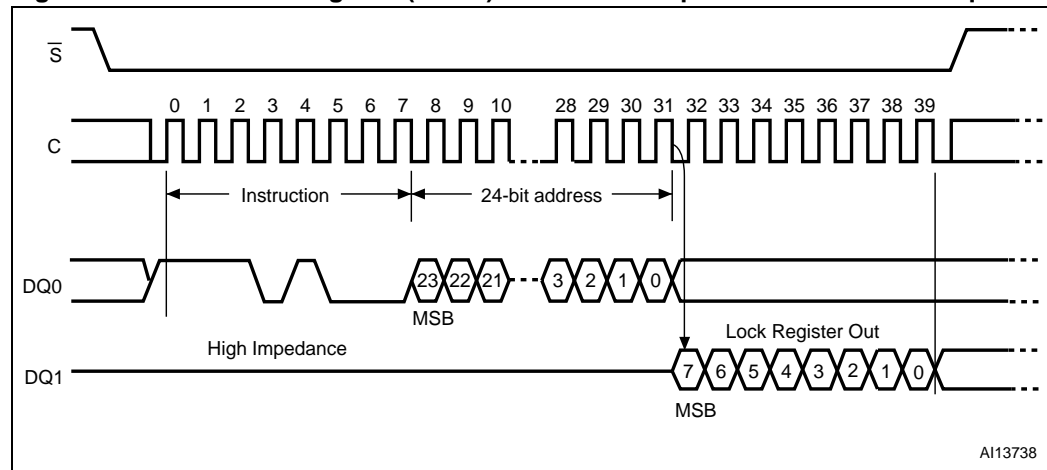 S
0 1 2 3 4 5 6 7 8 9 10 28 29 30 31 32 33 34 35 36 37 38 39
C
Instruction 24-bit address
DQ0 23 22 21 3 2 1 0
MSB
High Impedance Lock Register Out
DQ1 7 6 5 4 3 2 1 0
MSB
AI13738